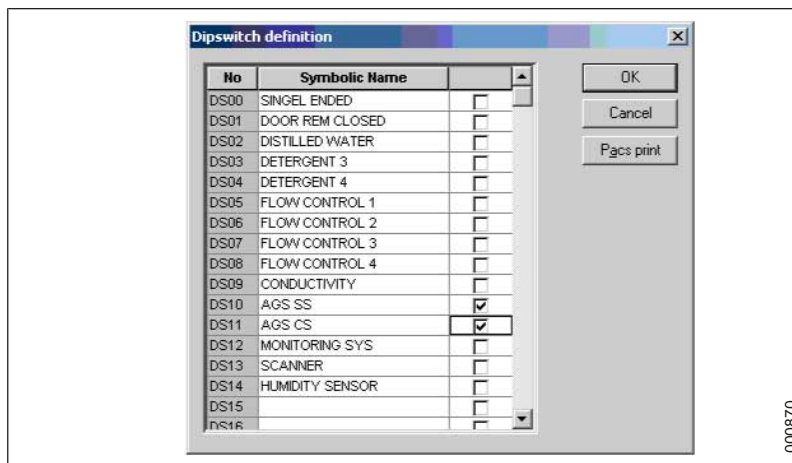 Dipswitch definition
No Symbolic Name
DS00 SINGEL ENDED
DS01 DOOR REM CLOSED
DS02 DISTILLED WATER
DS03 DETERGENT 3
DS04 DETERGENT 4
DS05 FLOW CONTROL 1
DS06 FLOW CONTROL 2
DS07 FLOW CONTROL 3
DS08 FLOW CONTROL 4
DS09 CONDUCTIVITY
DS10 AGS SS
DS11 AGS CS
DS12 MONITORING SYS
DS13 SCANNER
DS14 HUMIDITY SENSOR
DS15
DS16
OK
Cancel
Pacs print
000870